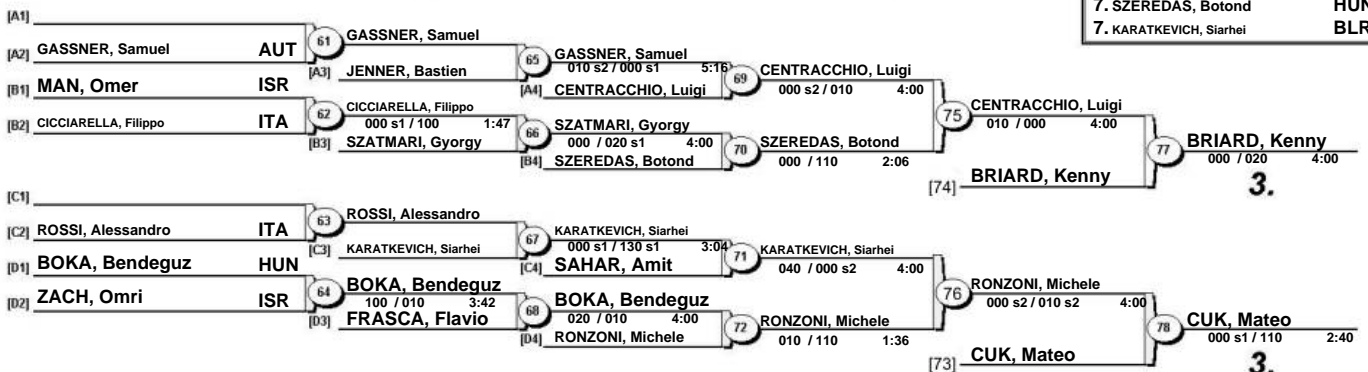 7. SZEREDAS, Botond HUN
7. KARATKEVICH, Siarhei BLR
[A1]
[A2] GASSNER, Samuel AUT
61
GASSNER, Samuel
[A3] JENNER, Bastien
[B1] MAN, Omer ISR
[B2] CICCIARELLA, Filippo ITA
62
CICCIARELLA, Filippo
000 s1 / 100 1:47
[B3] SZATMARI, Gyorgy
65
GASSNER, Samuel
010 s2 / 000 s1 5:16
[A4] CENTRACCHIO, Luigi
66
SZATMARI, Gyorgy
000 / 020 s1 4:00
[B4] SZEREDAS, Botond
69
CENTRACCHIO, Luigi
000 s2 / 010 4:00
70
SZEREDAS, Botond
000 / 110 2:06
75
CENTRACCHIO, Luigi
010 / 000 4:00
[74] BRIARD, Kenny
77
BRIARD, Kenny
000 / 020 4:00
3.
[C1]
[C2] ROSSI, Alessandro ITA
63
ROSSI, Alessandro
[C3] KARATKEVICH, Siarhei
[D1] BOKA, Bendeguz HUN
[D2] ZACH, Omri ISR
64
BOKA, Bendeguz
100 / 010 3:42
[D3] FRASCA, Flavio
67
KARATKEVICH, Siarhei
000 s1 / 130 s1 3:04
[C4] SAHAR, Amit
68
BOKA, Bendeguz
020 / 010 4:00
[D4] RONZONI, Michele
71
KARATKEVICH, Siarhei
040 / 000 s2 4:00
72
RONZONI, Michele
010 / 110 1:36
76
RONZONI, Michele
000 s2 / 010 s2 4:00
[73] CUK, Mateo
78
CUK, Mateo
000 s1 / 110 2:40
3.